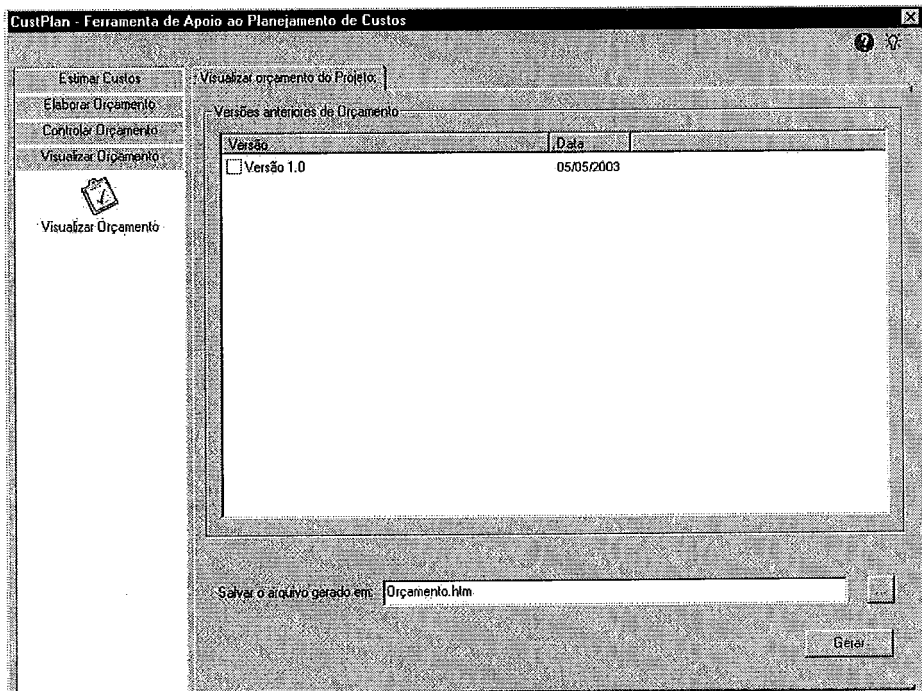 CustPlan - Ferramenta de Apoio ao Planejamento de Custos
Estimar Custos
Elaborar Orçamento
Controlar Orçamento
Visualizar Orçamento
Visualizar Orçamento
Visualizar orçamento do Projeto:
Versões anteriores de Orçamento
Versão Data
Versão 1.0 05/05/2003
Salvar o arquivo gerado em: Orçamento.htm ...
Gerar